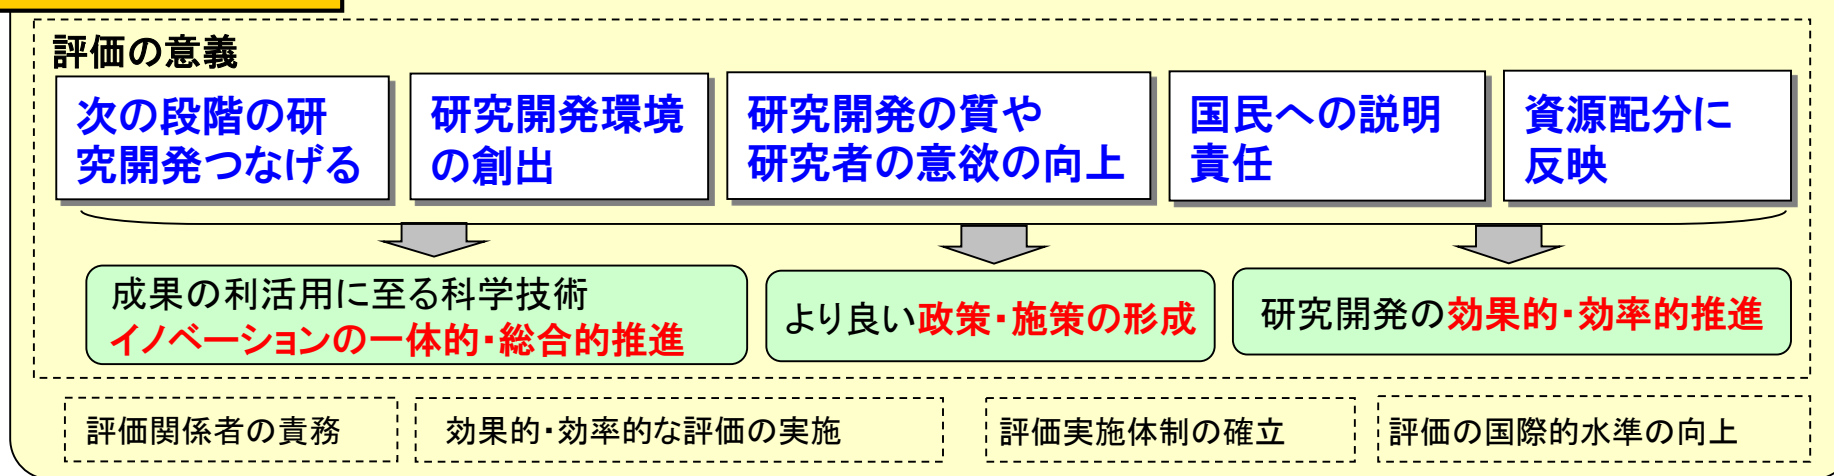 評価の意義
次の段階の研
究開発つなげる
研究開発環境
の創出
研究開発の質や
研究者の意欲の向上
国民への説明
責任
資源配分に
反映
成果の利活用に至る科学技術
イノベーションの一体的・総合的推進
より良い政策・施策の形成
研究開発の効果的・効率的推進
評価関係者の責務
効果的・効率的な評価の実施
評価実施体制の確立
評価の国際的水準の向上